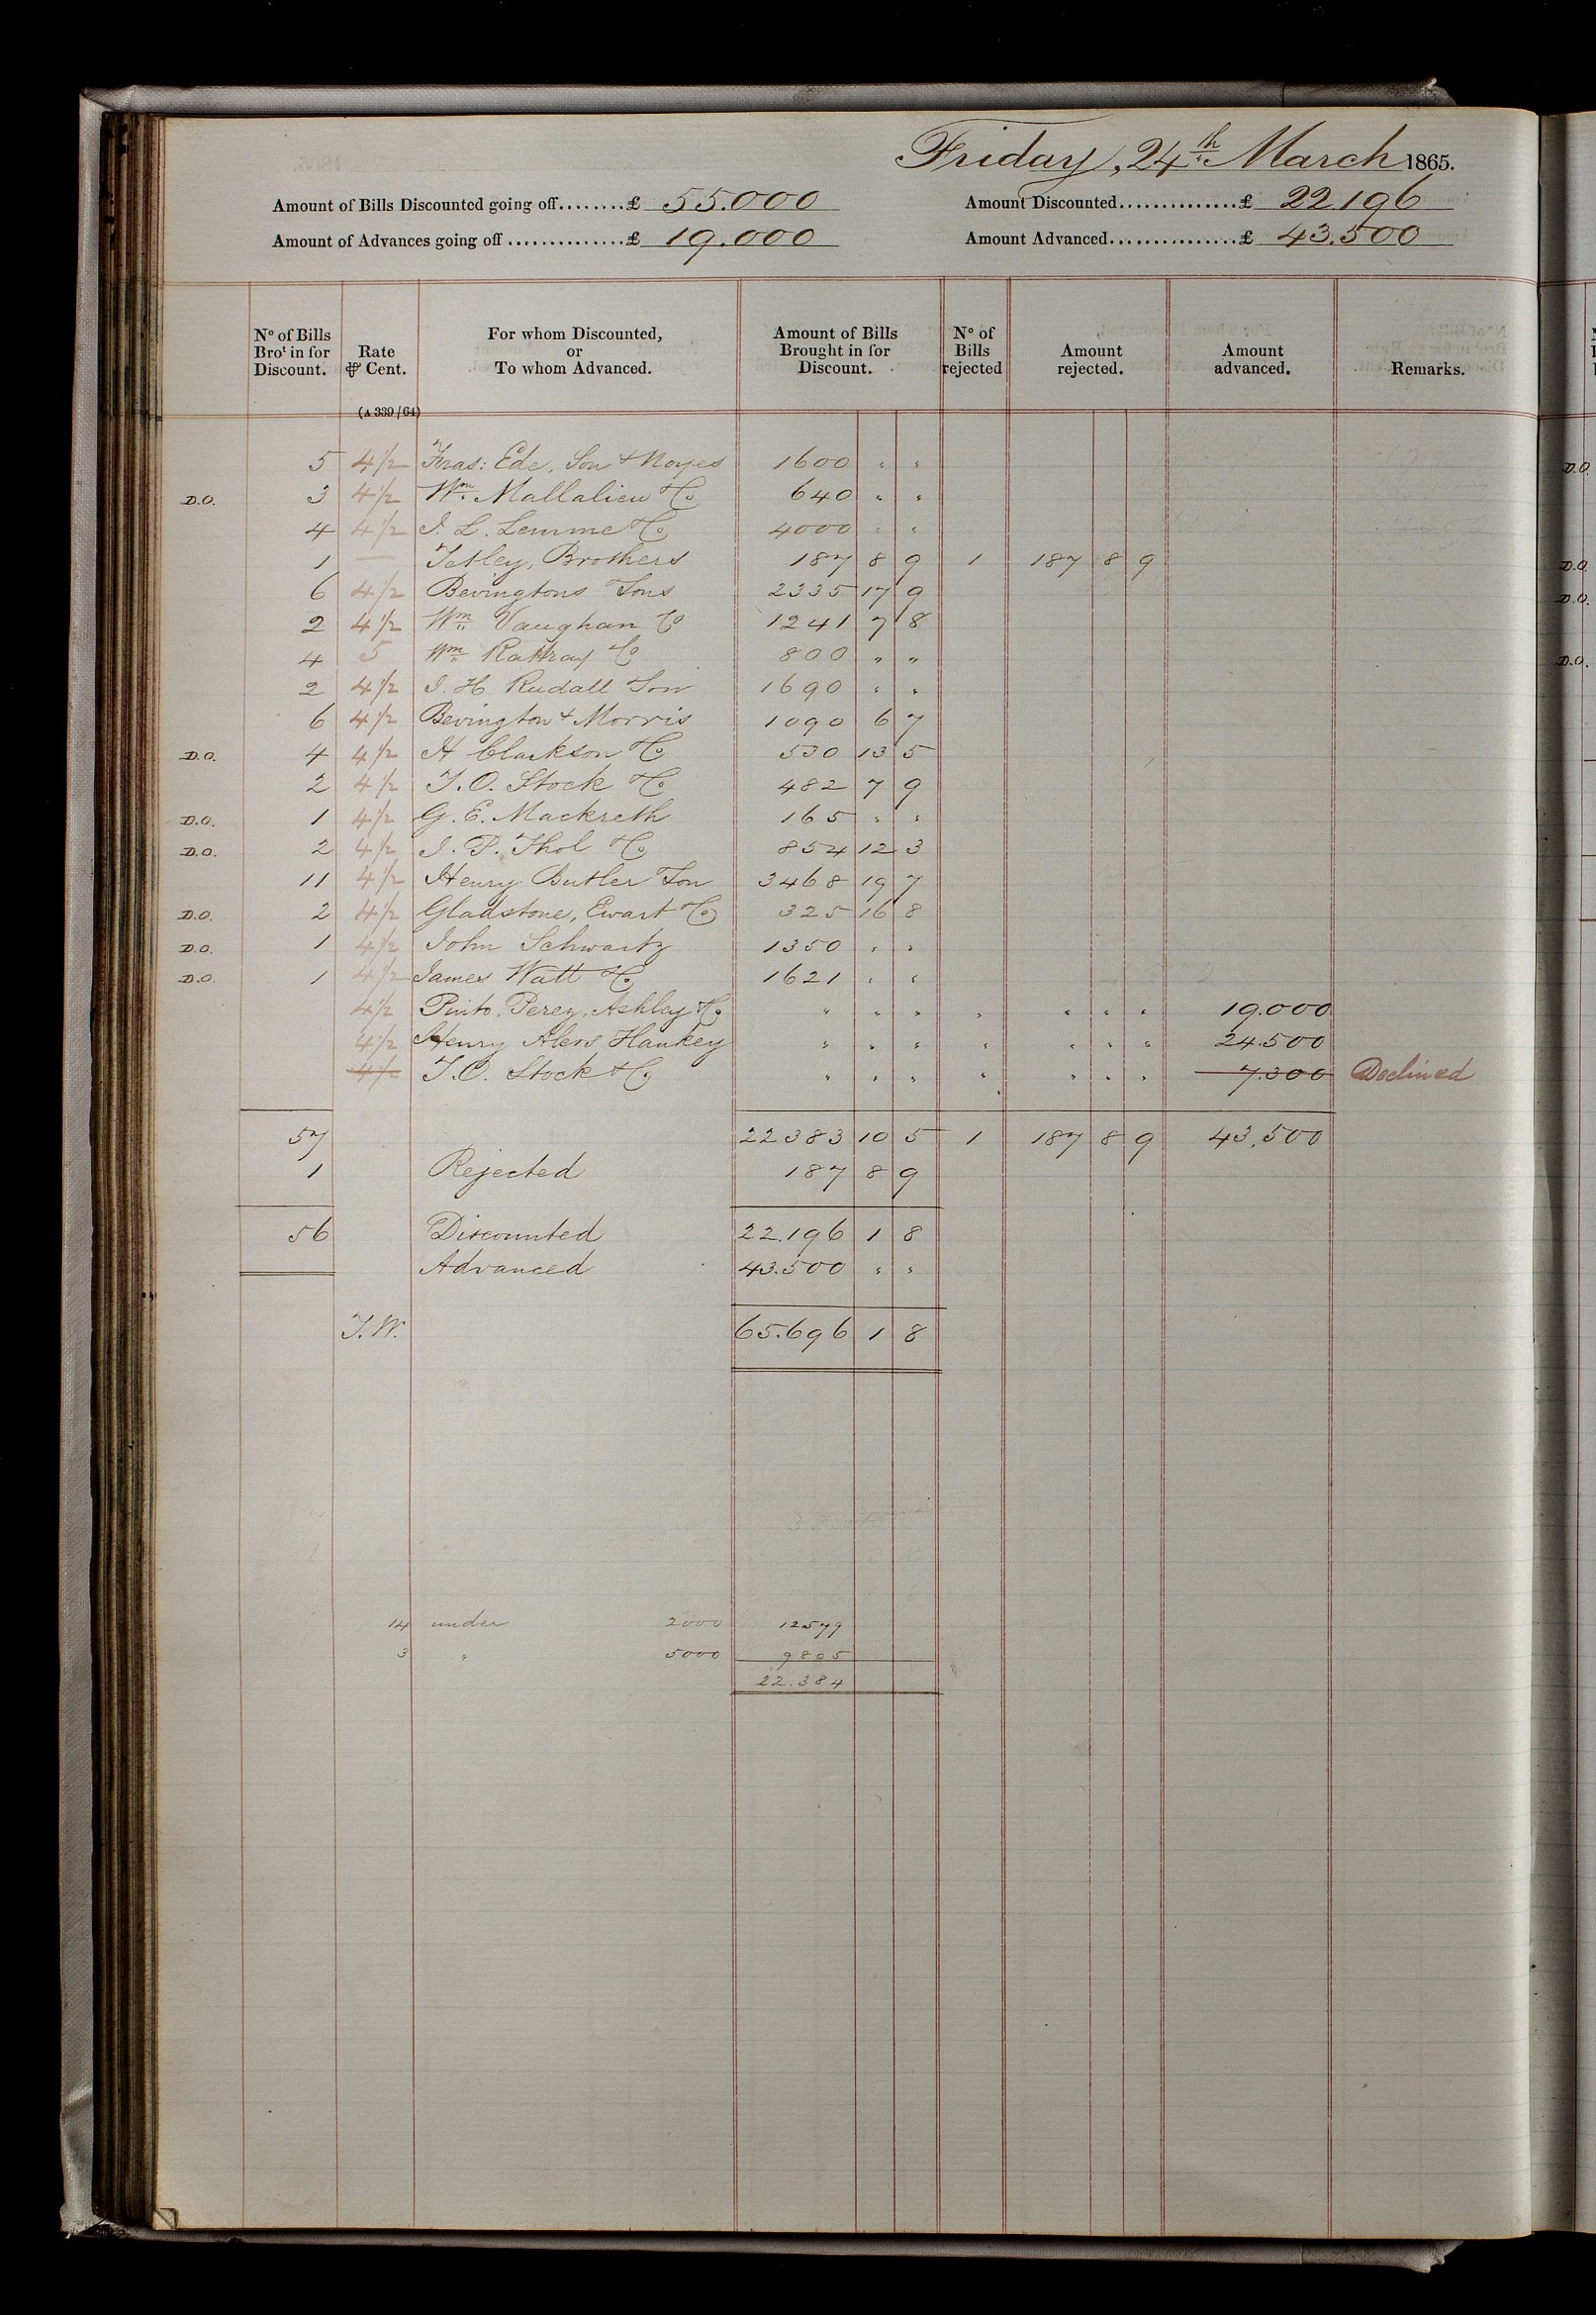 Friday, 24th March 1865.
Amount of Bills Discounted going off........£ 55.000 Amount Discounted..............£ 22.196
Amount of Advances going off ..............£ 19.000 Amount Advanced...............£ 43.500
No of Bills Brot in for Discount. Rate ⅌ Cent. For whom Discounted, or To whom Advanced. Amount of Bills Brought in for Discount. No of Bills rejected Amount rejected. Amount advanced. Remarks.
(A 339/64)
5 4½ Fras: Ede, Son & Noyes 1600 " "
D.O. 3 4½ Wm. Mallalieu & Co 640 " "
4 4½ I. L. Lemme & Co 4000 " "
1 — Tetley, Brothers 187 8 9 1 187 8 9
6 4½ Bevingtons Sons 2335 17 9
2 4½ Wm Vaughan Co 1241 7 8
4 5 Wm Rattray Co 800 " "
2 4½ I. H. Rudall Son 1690 " "
6 4½ Bevington & Morris 1090 6 7
D.O. 4 4½ H Clarkson & Co 530 13 5
2 4½ T. O. Stock & Co 482 7 9
D.O. 1 4½ G. E. Mackreth 165 " "
D.O. 2 4½ I. P. Thol & Co 854 12 3
11 4½ Henry Butler Son 3468 19 7
D.O. 2 4½ Gladstone, Ewart & Co 325 16 8
D.O. 1 4½ John Schwartz 1350 " "
D.O. 1 4½ James Watt & Co 1621 " "
4½ Pinto, Perez, Ashley & Co " " " " " " " 19.000
4½ Henry Alers Hankey " " " " " " " 24.500
4½ T. O. Stock & Co " " " " " " " 7.300 Declined
57 22383 10 5 1 187 8 9 43,500
1 Rejected 187 8 9
56 Discounted 22.196 1 8
Advanced 43.500 " "
T.W. 65.696 1 8
14 under 2000 12579
3 " 5000 9805
22.384